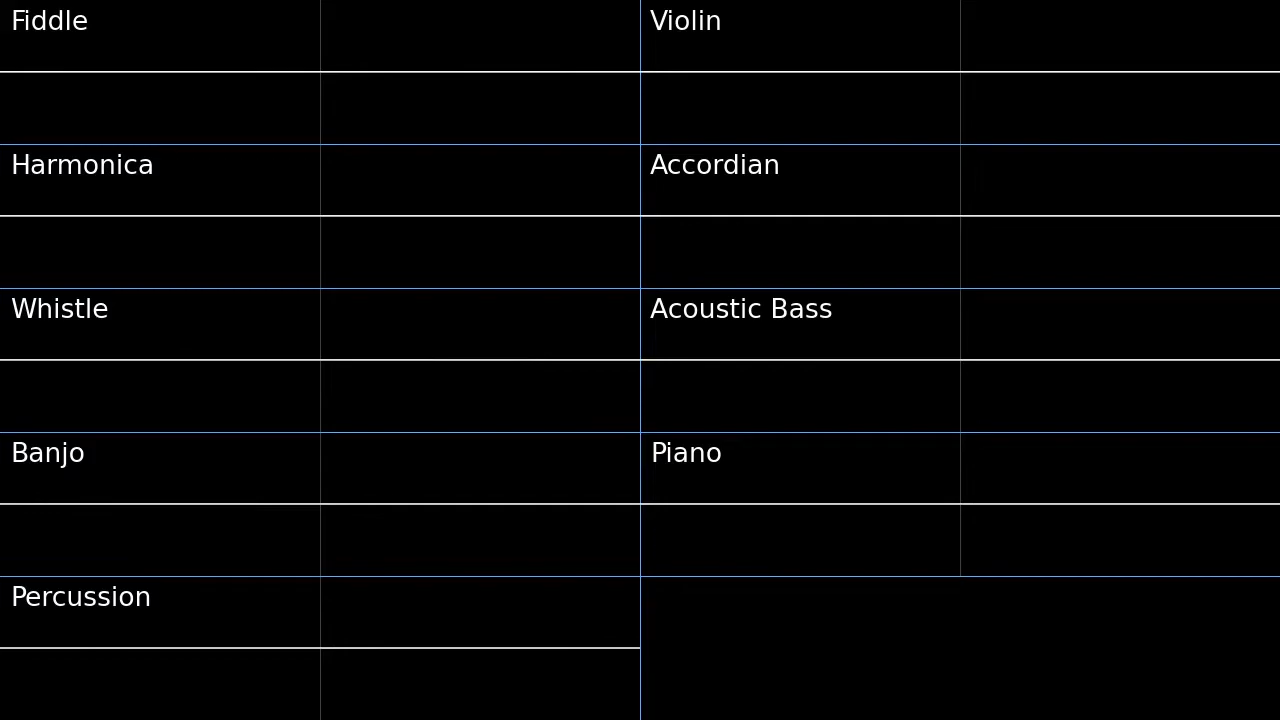 Fiddle
Violin
Harmonica
Accordian
Whistle
Acoustic Bass
Banjo
Piano
Percussion